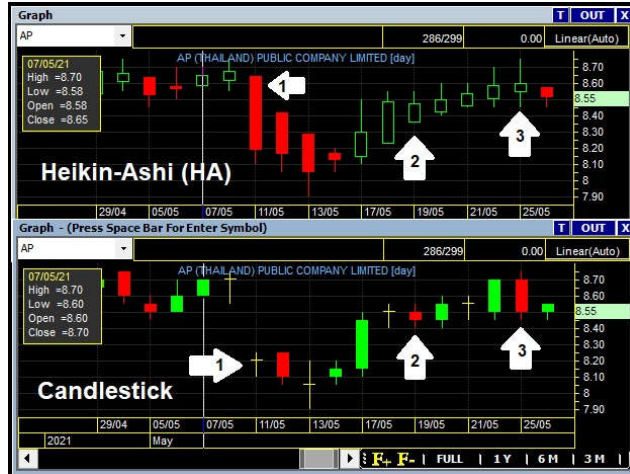 Graph T OUT X
AP 286/299 0.00 Linear(Auto)
AP (THAILAND) PUBLIC COMPANY LIMITED [day]
07/05/21
High =8.70
Low =8.58
Open =8.58
Close =8.65
8.70
8.60
8.55
8.40
8.30
8.20
8.10
8.00
7.90
1
2
3
Heikin-Ashi (HA)
29/04 05/05 07/05 11/05 13/05 17/05 19/05 21/05 25/05
Graph - (Press Space Bar For Enter Symbol) T OUT X
AP 286/299 0.00 Linear(Auto)
AP (THAILAND) PUBLIC COMPANY LIMITED [day]
07/05/21
High =8.70
Low =8.60
Open =8.60
Close =8.70
8.70
8.60
8.55
8.40
8.30
8.20
8.10
8.00
7.90
1
2
3
Candlestick
29/04 05/05 07/05 11/05 13/05 17/05 19/05 21/05 25/05
2021 May
F+ F- | FULL | 1 Y | 6 M | 3 M |